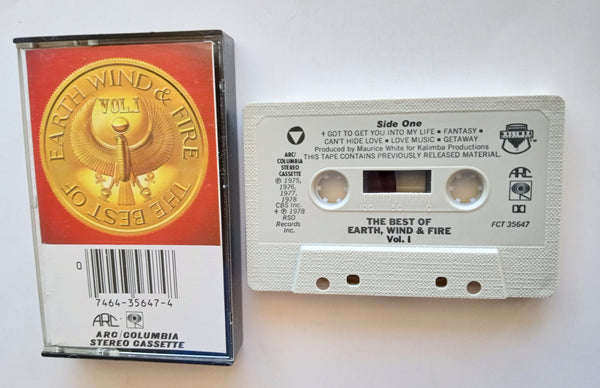 THE BEST OF EARTH WIND & FIRE
VOL.I
0
7464-35647-4
ARC
ARC/COLUMBIA
STEREO CASSETTE
Side One
+ GOT TO GET YOU INTO MY LIFE ▪ FANTASY ▪
CAN'T HIDE LOVE ▪ LOVE MUSIC ▪ GETAWAY
Produced by Maurice White for Kalimba Productions
THIS TAPE CONTAINS PREVIOUSLY RELEASED MATERIAL.
ARC/
COLUMBIA
STEREO
CASSETTE
℗ 1975,
1976,
1977,
1978
CBS Inc.
+ ℗ 1978
RSO
Records
Inc.
KALIMBA
ARC
THE BEST OF
EARTH, WIND & FIRE
Vol. I
FCT 35647